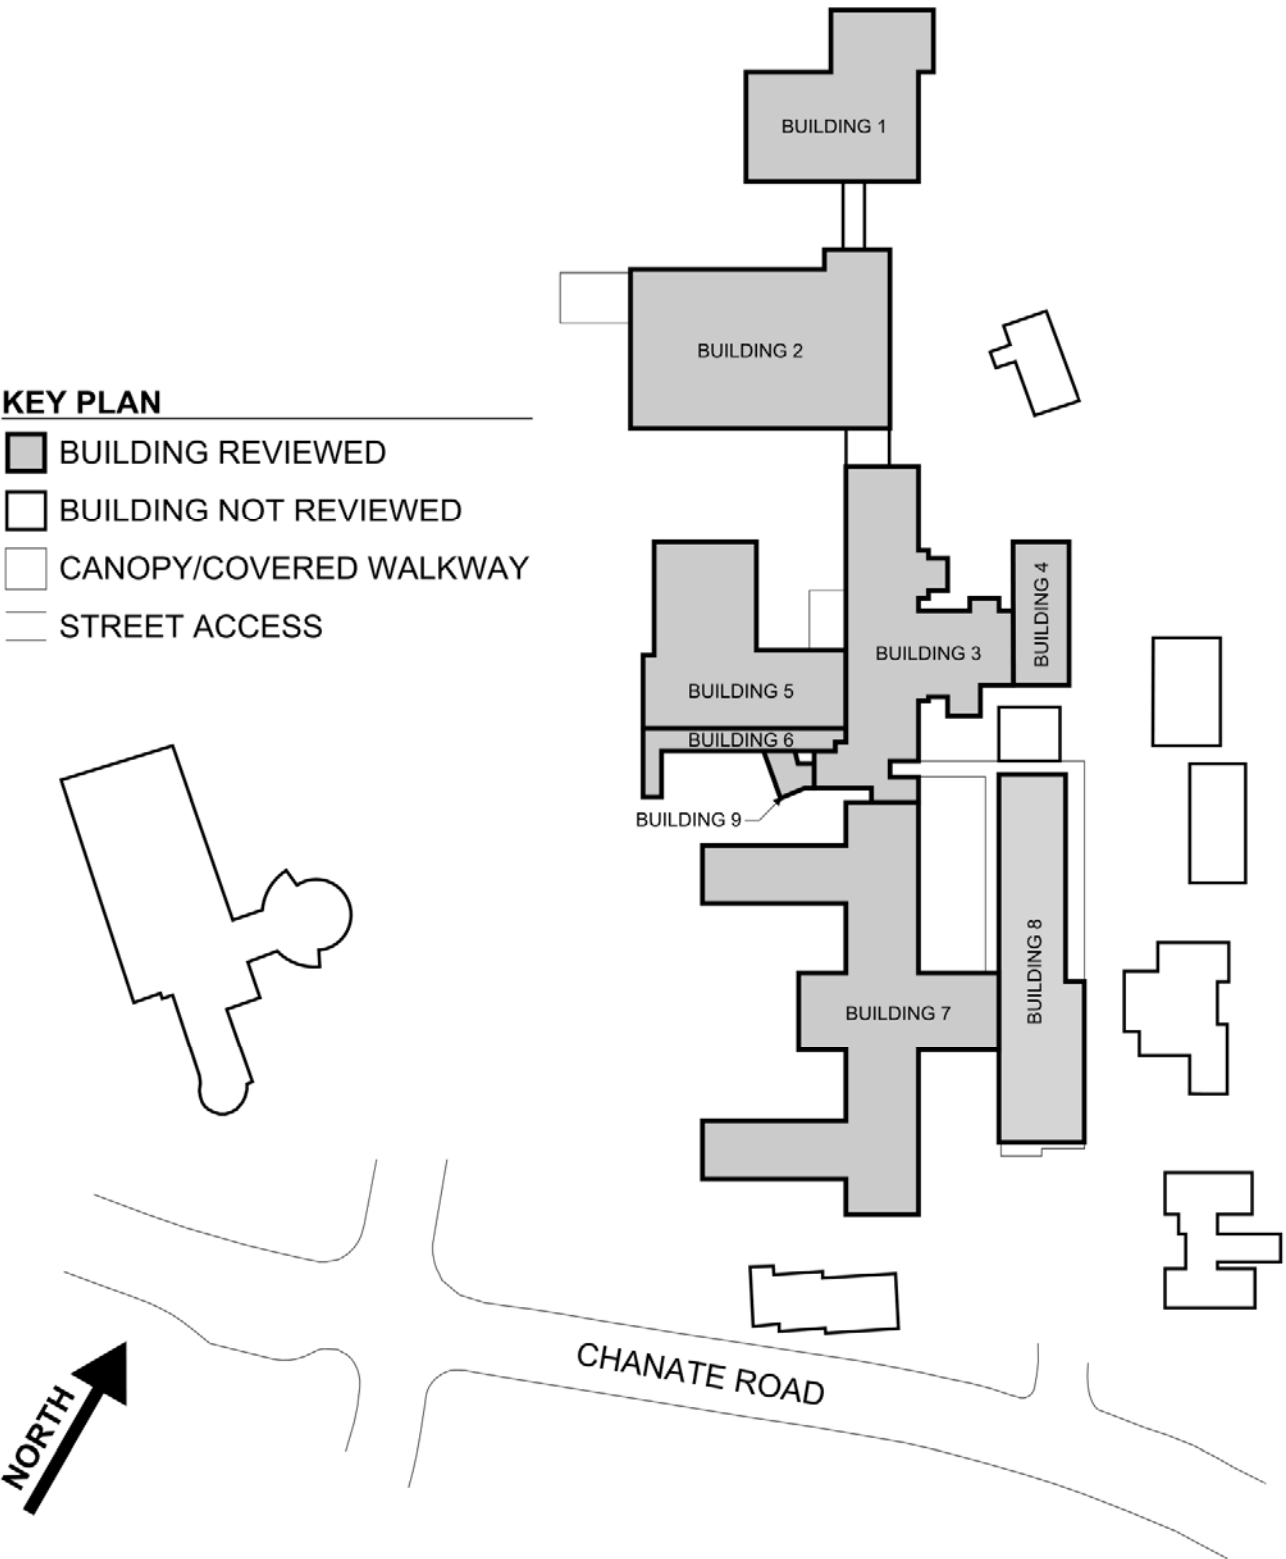 BUILDING 1
BUILDING 2
KEY PLAN
BUILDING REVIEWED
BUILDING NOT REVIEWED
CANOPY/COVERED WALKWAY
STREET ACCESS
BUILDING 4
BUILDING 3
BUILDING 5
BUILDING 6
BUILDING 9
BUILDING 8
BUILDING 7
CHANATE ROAD
NORTH